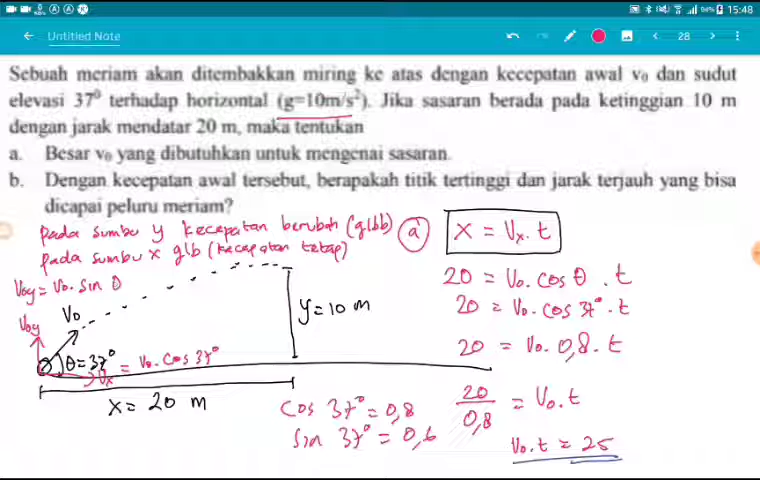 15:48
Untitled Note
28
Sebuah meriam akan ditembakkan miring ke atas dengan kecepatan awal v₀ dan sudut
elevasi 37⁰ terhadap horizontal (g=10m/s²). Jika sasaran berada pada ketinggian 10 m
dengan jarak mendatar 20 m, maka tentukan
a. Besar v₀ yang dibutuhkan untuk mengenai sasaran.
b. Dengan kecepatan awal tersebut, berapakah titik tertinggi dan jarak terjauh yang bisa
dicapai peluru meriam?
pada sumbu y kecepatan berubah (glbb)
pada sumbu x glb (kecepatan tetap)
Voy = Vo. sin θ
Voy
Vo
θ=37°
Vx = Vo. cos 37°
y = 10 m
x = 20 m
cos 37° = 0,8
sin 37° = 0,6
a
x = Vx. t
20 = Vo. cos θ . t
20 = Vo. cos 37° . t
20 = Vo. 0,8. t
20/0,8 = Vo. t
Vo. t = 25